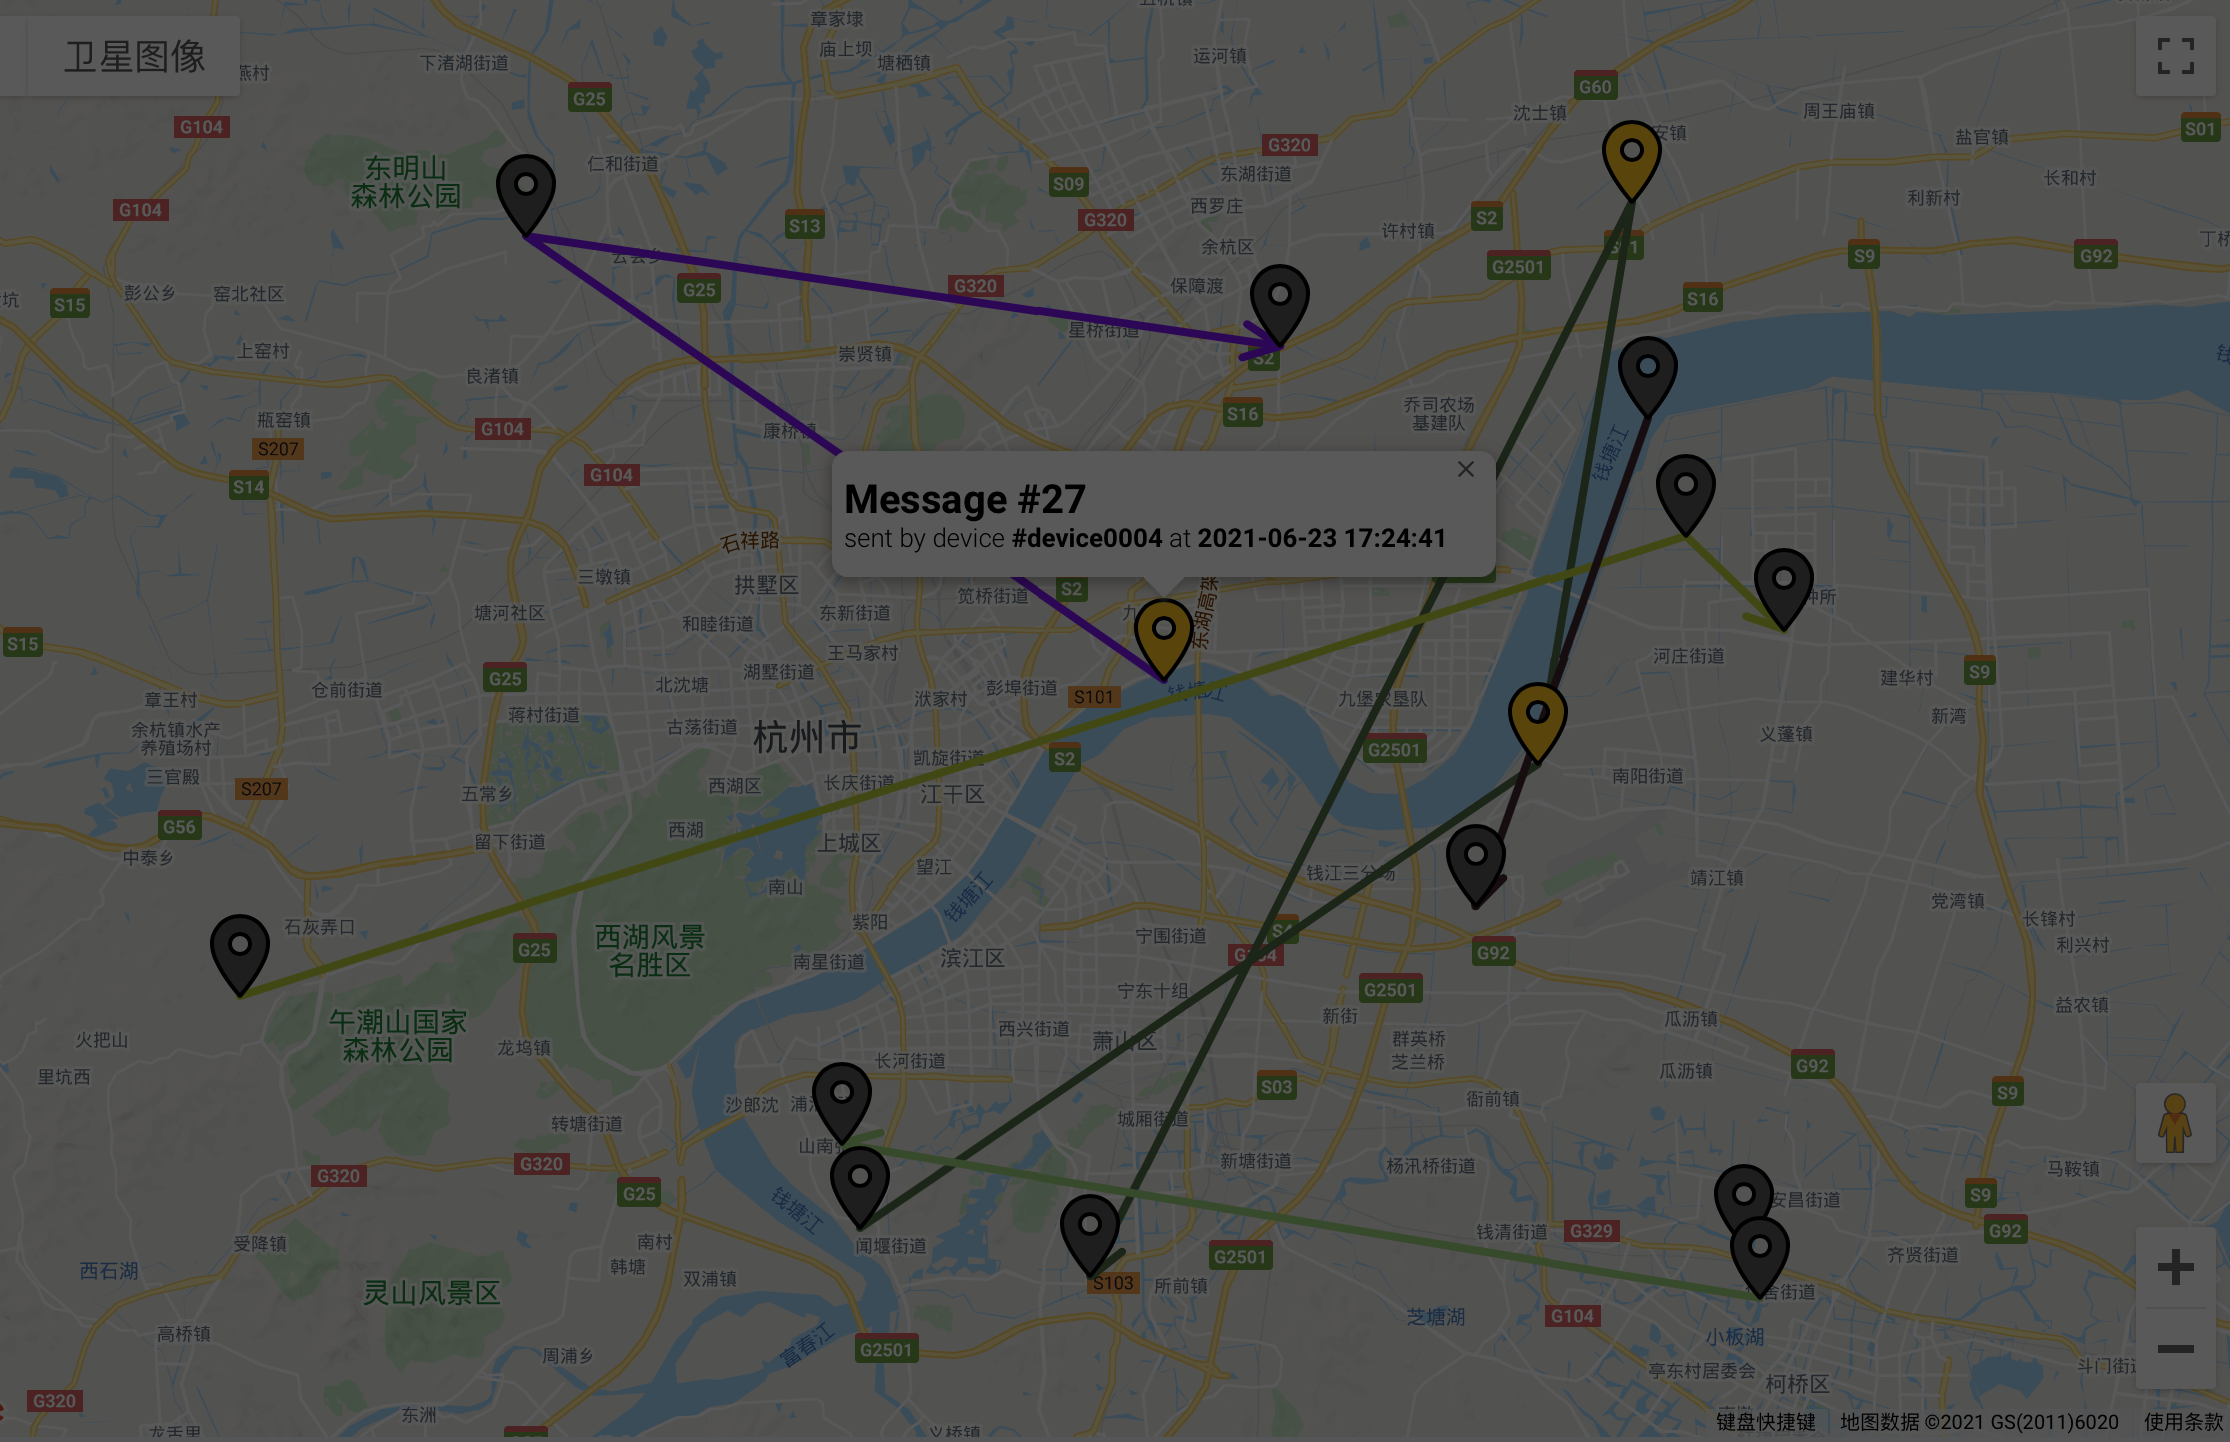 卫星图像
燕村
下渚湖街道
章家埭
庙上坝
塘栖镇
运河镇
G25
G60
沈士镇
周王庙镇
盐官镇
S01
G104
东明山
森林公园
仁和街道
S09
G320
东湖街道
安镇
长和村
利新村
G104
S13
G320
西罗庄
S2
许村镇
余杭区
G2501
S9
G92
彭公乡
窑北社区
S15
G25
G320
保障渡
S16
星桥街道
上窑村
崇贤镇
S2
良渚镇
瓶窑镇
G104
康桥镇
S16
乔司农场
基建队
S207
S14
G104
钱塘江
Message #27
sent by device #device0004 at 2021-06-23 17:24:41
石祥路
三墩镇
拱墅区
笕桥街道
S2
东湖高架
塘河社区
和睦街道
东新街道
S15
王马家村
河庄街道
G25
湖墅街道
北沈塘
洑家村
彭埠街道
S101
钱塘江
九堡农垦队
建华村
S9
章王村
仓前街道
蒋村街道
古荡街道
新湾
余杭镇水产
养殖场村
杭州市
凯旋街道
S2
G2501
义蓬镇
三官殿
S207
五常乡
西湖区
长庆街道
江干区
南阳街道
G56
中泰乡
留下街道
西湖
上城区
望江
南山
钱江三分场
靖江镇
党湾镇
石灰弄口
G25
西湖风景
名胜区
紫阳
钱塘江
宁围街道
G92
长锋村
利兴村
南星街道
滨江区
宁东十组
G2501
益农镇
午潮山国家
森林公园
火把山
龙坞镇
西兴街道
萧山区
新街
群英桥
芝兰桥
瓜沥镇
里坑西
长河街道
S03
瓜沥镇
G92
S9
沙郎沈
转塘街道
城厢街道
衙前镇
G320
G320
G25
新塘街道
杨汛桥街道
马鞍镇
安昌街道
S9
钱塘江
闻堰街道
钱清街道
G329
G92
受降镇
南村
韩塘
双浦镇
G2501
S103
所前镇
齐贤街道
西石湖
灵山风景区
芝塘湖
G104
小板湖
高桥镇
周浦乡
富春江
G2501
亭东村居委会
柯桥区
G320
东洲
龙舌里
义桥镇
键盘快捷键
地图数据 ©2021 GS(2011)6020
使用条款